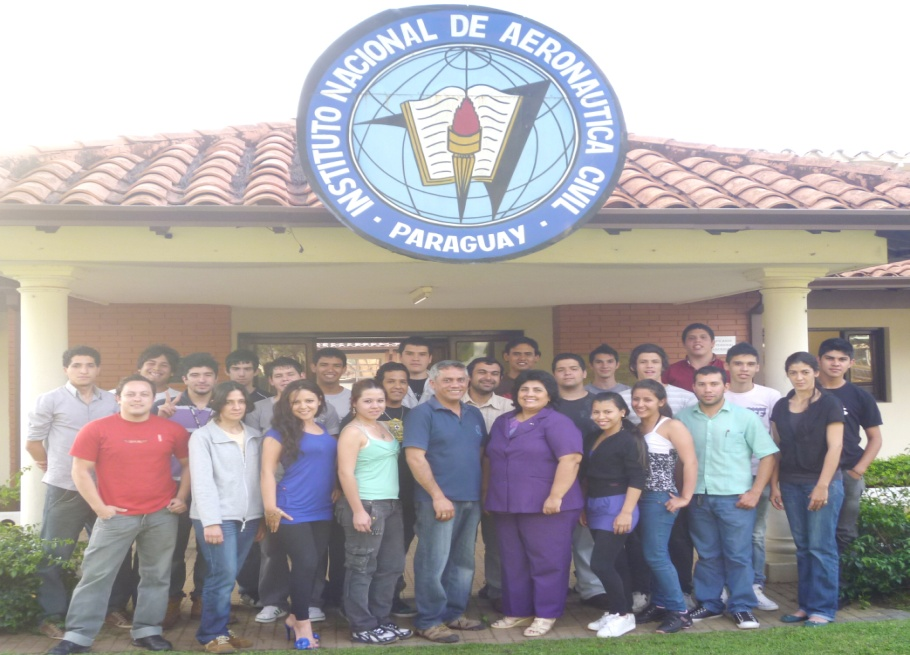 INSTITUTO NACIONAL DE AERONAUTICA CIVIL
• PARAGUAY •